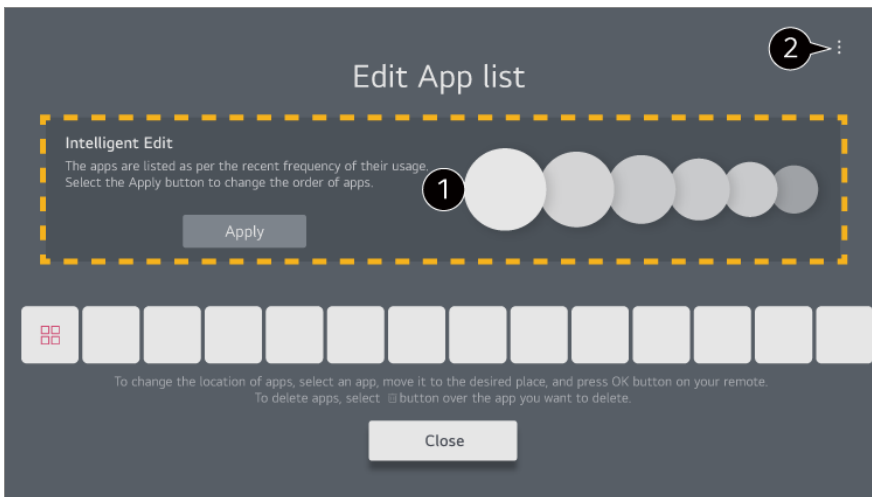 2
Edit App list
Intelligent Edit
The apps are listed as per the recent frequency of their usage.
Select the Apply button to change the order of apps.
1
Apply
To change the location of apps, select an app, move it to the desired place, and press OK button on your remote.
To delete apps, select button over the app you want to delete.
Close